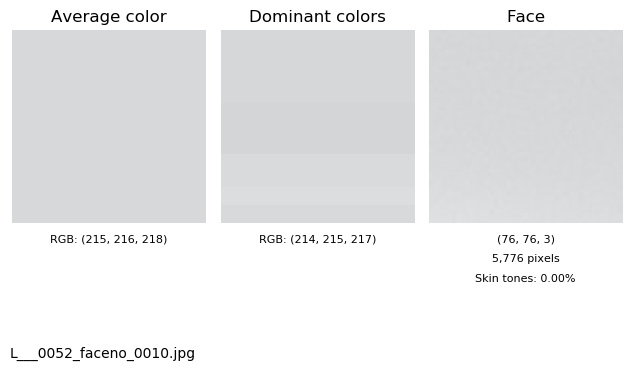 Average color
Dominant colors
Face
RGB: (215, 216, 218)
RGB: (214, 215, 217)
(76, 76, 3)
5,776 pixels
Skin tones: 0.00%
L___0052_faceno_0010.jpg